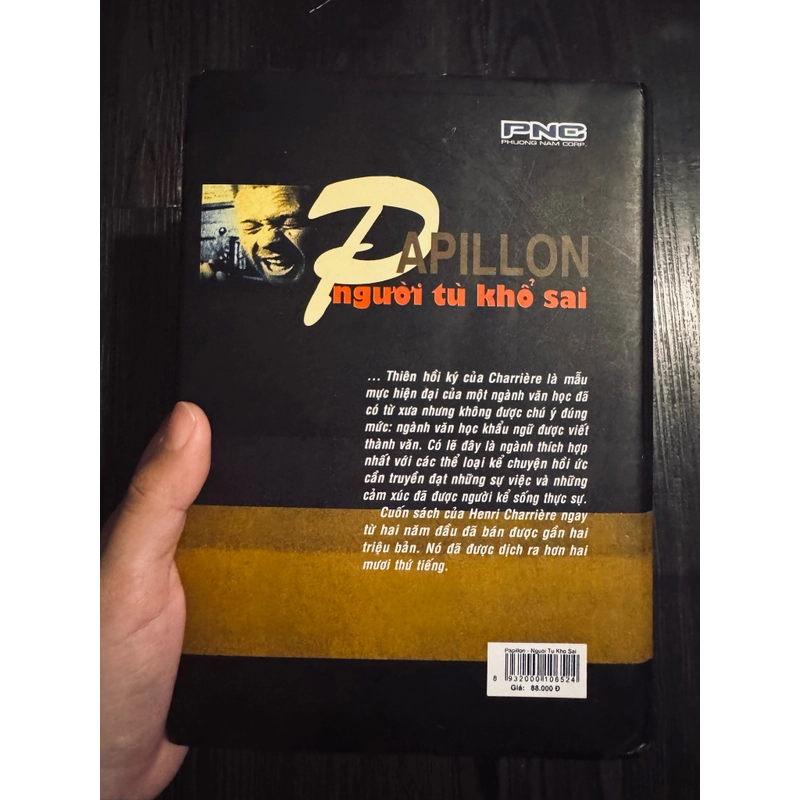 PNC
PHUONG NAM CORP.
PAPILLON
người tù khổ sai
... Thiên hồi ký của Charrière là mẫu
mực hiện đại của một ngành văn học đã
có từ xưa nhưng không được chú ý đúng
mức: ngành văn học khẩu ngữ được viết
thành văn. Có lẽ đây là ngành thích hợp
nhất với các thể loại kể chuyện hồi ức
cần truyền đạt những sự việc và những
cảm xúc đã được người kể sống thực sự.
Cuốn sách của Henri Charrière ngay
từ hai năm đầu đã bán được gần hai
triệu bản. Nó đã được dịch ra hơn hai
mươi thứ tiếng.
Papillon - Nguoi Tu Kho Sai
8 932000 106524
Giá: 88.000 Đ